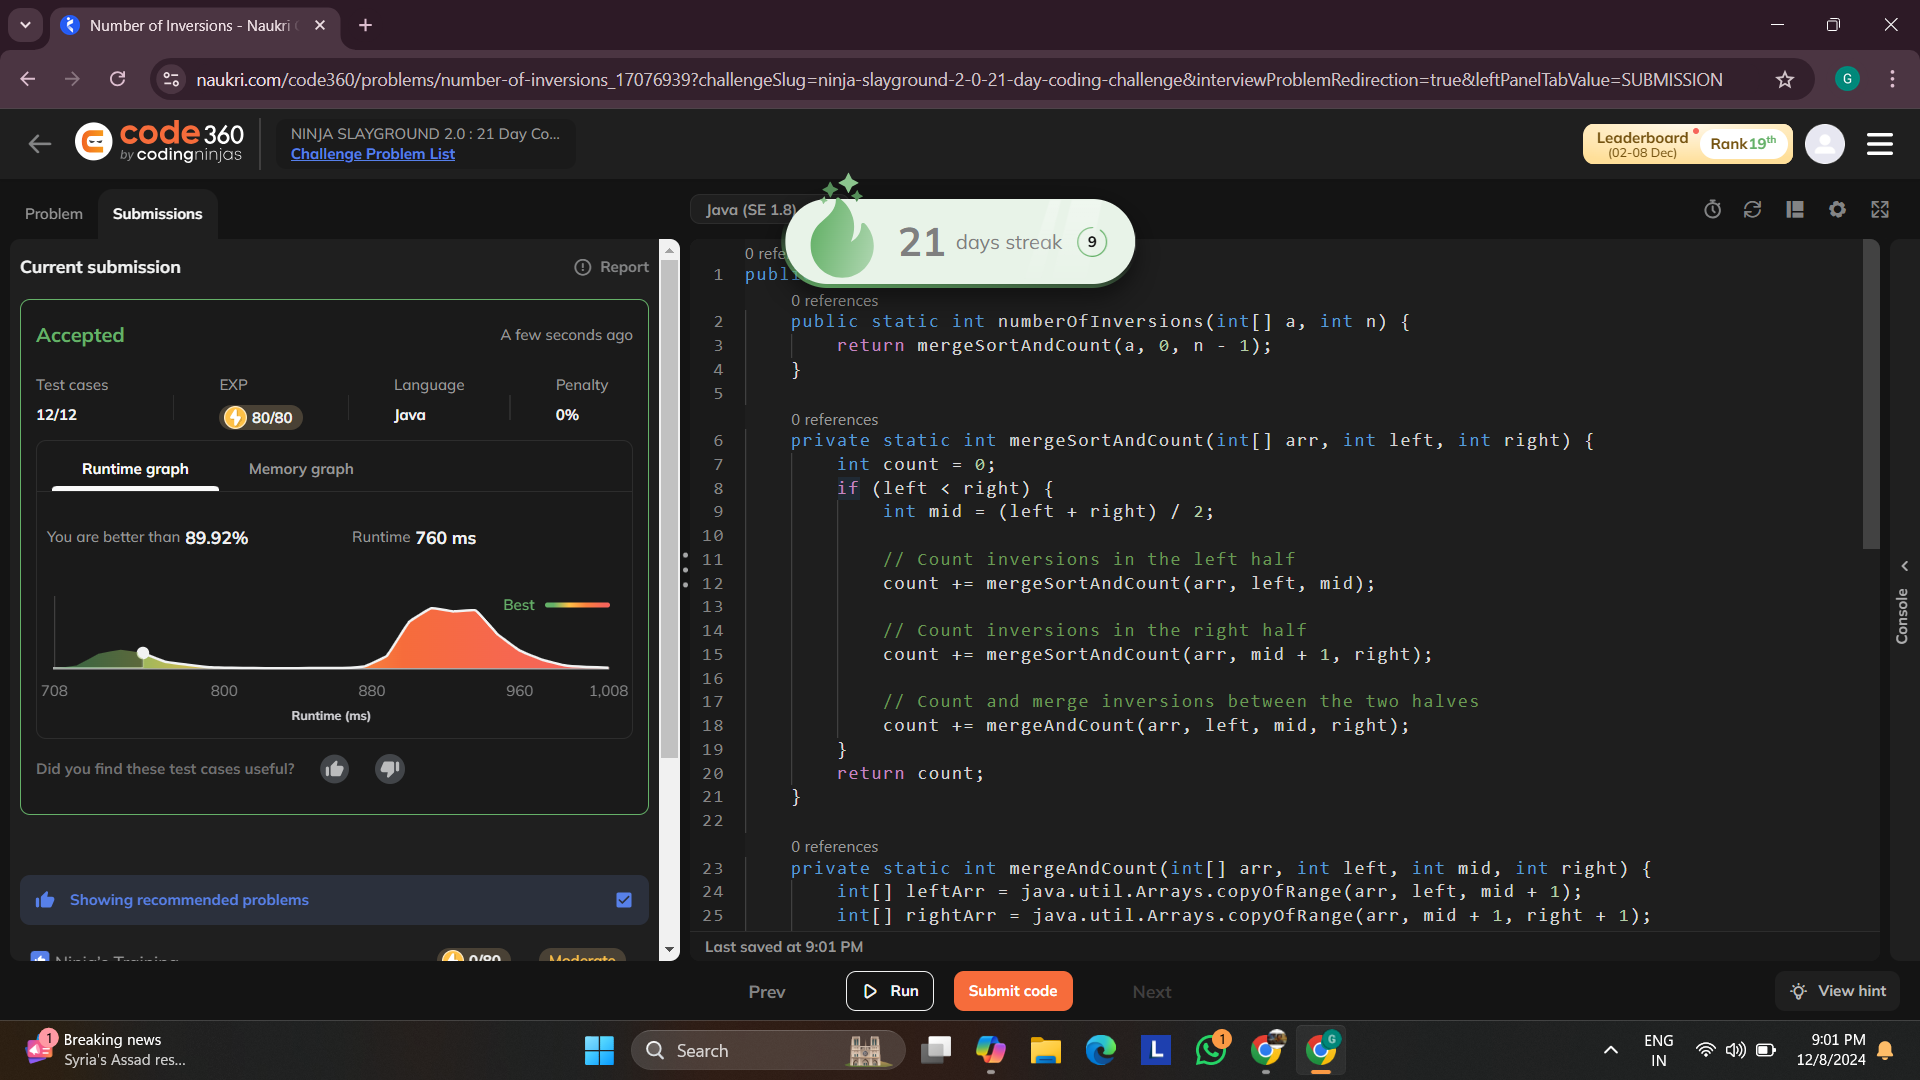 Number of Inversions - Naukri
naukri.com/code360/problems/number-of-inversions_17076939?challengeSlug=ninja-slayground-2-0-21-day-coding-challenge&interviewProblemRedirection=true&leftPanelTabValue=SUBMISSION
G
code 360
by codingninjas
NINJA SLAYGROUND 2.0 : 21 Day Co...
Challenge Problem List
Leaderboard
(02-08 Dec)
Rank 19th
Problem
Submissions
Java (SE 1.8)
21 days streak 9
Current submission
Report
Accepted
A few seconds ago
Test cases
EXP
Language
Penalty
12/12
80/80
Java
0%
Runtime graph
Memory graph
You are better than 89.92%
Runtime 760 ms
Best
708 800 880 960 1,008
Runtime (ms)
Did you find these test cases useful?
Showing recommended problems
0/80
Moderate
0 refe
1 publi
0 references
2 public static int numberOfInversions(int[] a, int n) {
3 return mergeSortAndCount(a, 0, n - 1);
4 }
5
0 references
6 private static int mergeSortAndCount(int[] arr, int left, int right) {
7 int count = 0;
8 if (left < right) {
9 int mid = (left + right) / 2;
10
11 // Count inversions in the left half
12 count += mergeSortAndCount(arr, left, mid);
13
14 // Count inversions in the right half
15 count += mergeSortAndCount(arr, mid + 1, right);
16
17 // Count and merge inversions between the two halves
18 count += mergeAndCount(arr, left, mid, right);
19 }
20 return count;
21 }
22
0 references
23 private static int mergeAndCount(int[] arr, int left, int mid, int right) {
24 int[] leftArr = java.util.Arrays.copyOfRange(arr, left, mid + 1);
25 int[] rightArr = java.util.Arrays.copyOfRange(arr, mid + 1, right + 1);
Last saved at 9:01 PM
Console
Prev
Run
Submit code
Next
View hint
1
Breaking news
Syria's Assad res...
Search
L
1
G
ENG
IN
9:01 PM
12/8/2024